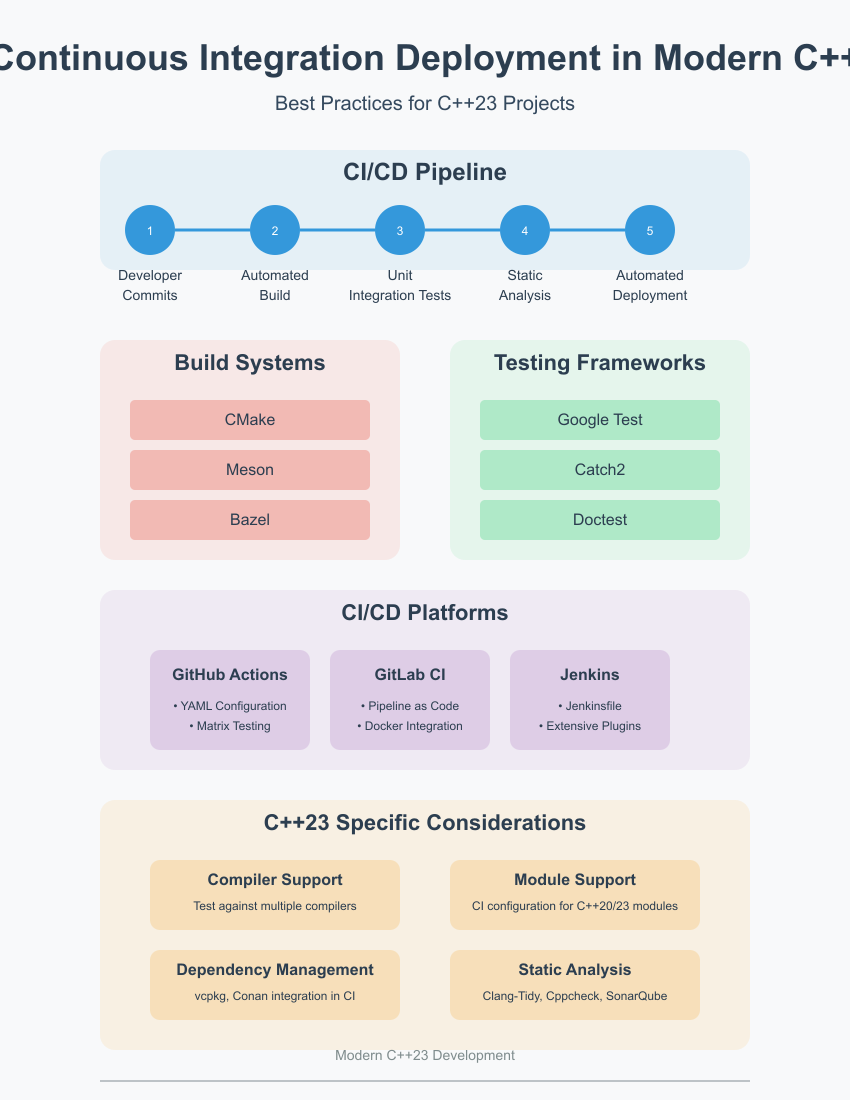 Continuous Integration Deployment in Modern C++
Best Practices for C++23 Projects
CI/CD Pipeline
1
2
3
4
5
Developer
Commits
Automated
Build
Unit
Integration Tests
Static
Analysis
Automated
Deployment
Build Systems
CMake
Meson
Bazel
Testing Frameworks
Google Test
Catch2
Doctest
CI/CD Platforms
GitHub Actions
• YAML Configuration
• Matrix Testing
GitLab CI
• Pipeline as Code
• Docker Integration
Jenkins
• Jenkinsfile
• Extensive Plugins
C++23 Specific Considerations
Compiler Support
Test against multiple compilers
Module Support
CI configuration for C++20/23 modules
Dependency Management
vcpkg, Conan integration in CI
Static Analysis
Clang-Tidy, Cppcheck, SonarQube
Modern C++23 Development